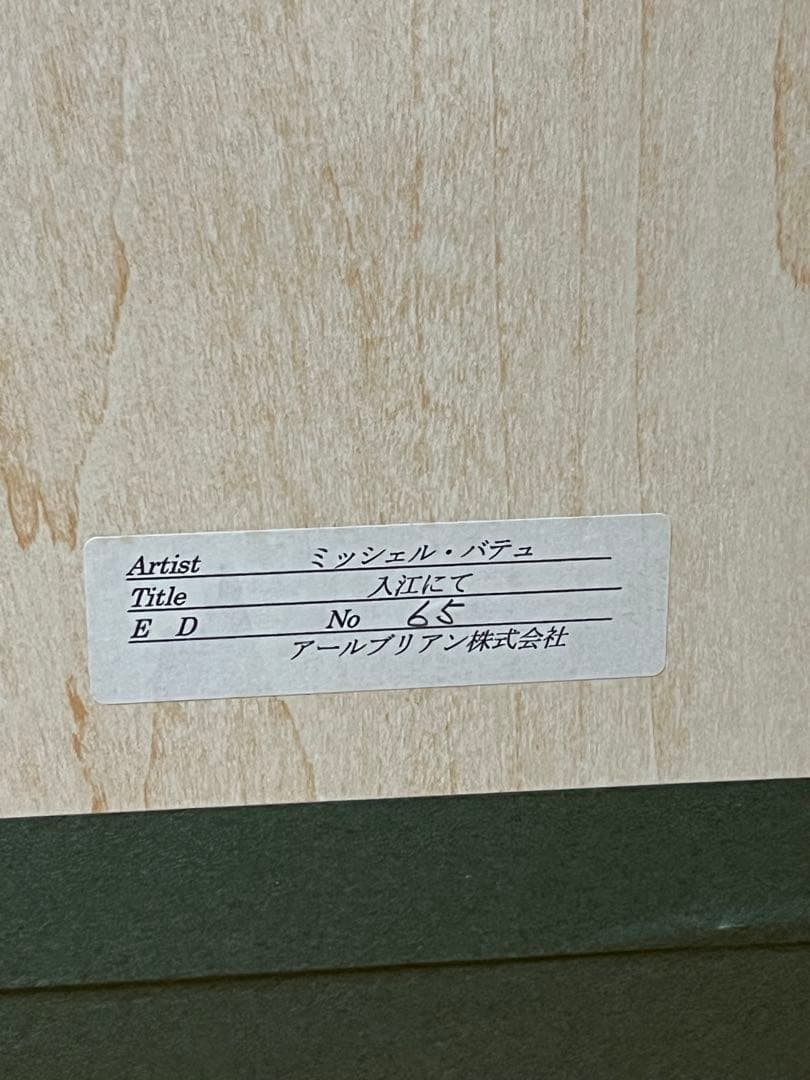 Artist ミッシェル・バテュ
Title 入江にて
E D No 65
アールブリアン株式会社